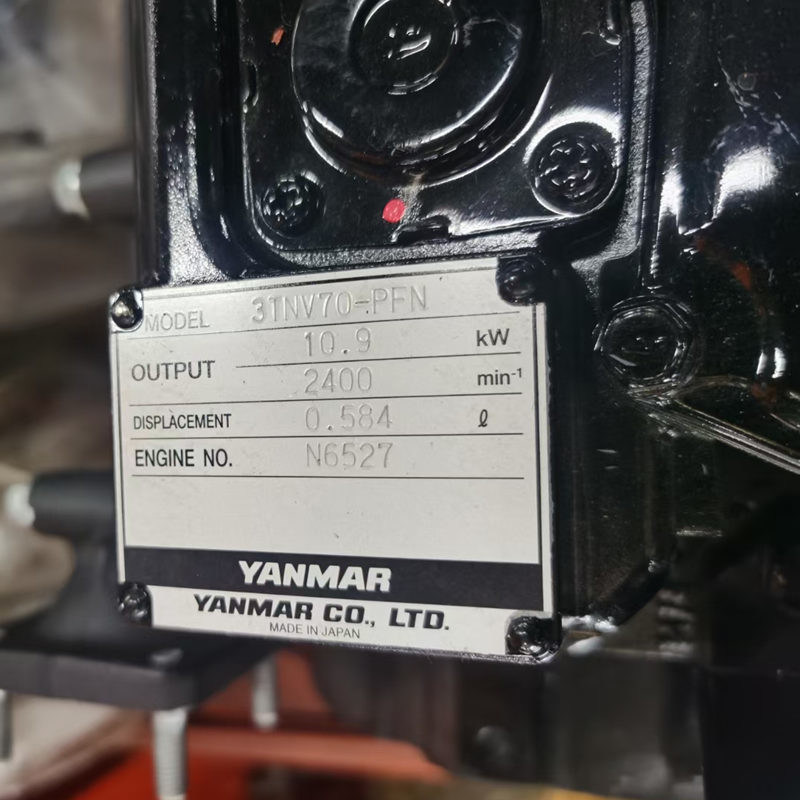 MODEL 3TNV70-PFN
OUTPUT 10.9 kW
2400 min-1
DISPLACEMENT 0.584 ℓ
ENGINE NO. N6527
YANMAR
YANMAR CO., LTD.
MADE IN JAPAN